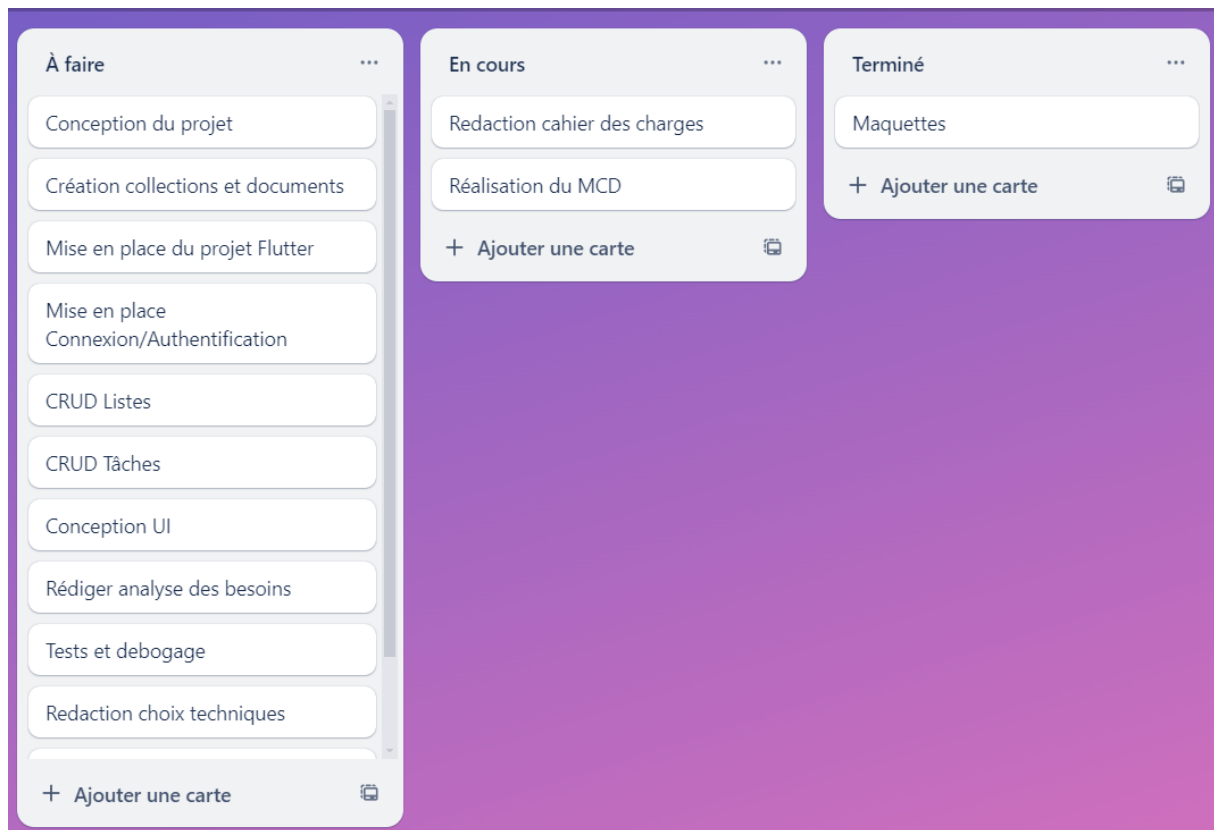 À faire
Conception du projet
Création collections et documents
Mise en place du projet Flutter
Mise en place
Connexion/Authentification
CRUD Listes
CRUD Tâches
Conception UI
Rédiger analyse des besoins
Tests et debogage
Redaction choix techniques
+ Ajouter une carte
En cours
Redaction cahier des charges
Réalisation du MCD
+ Ajouter une carte
Terminé
Maquettes
+ Ajouter une carte